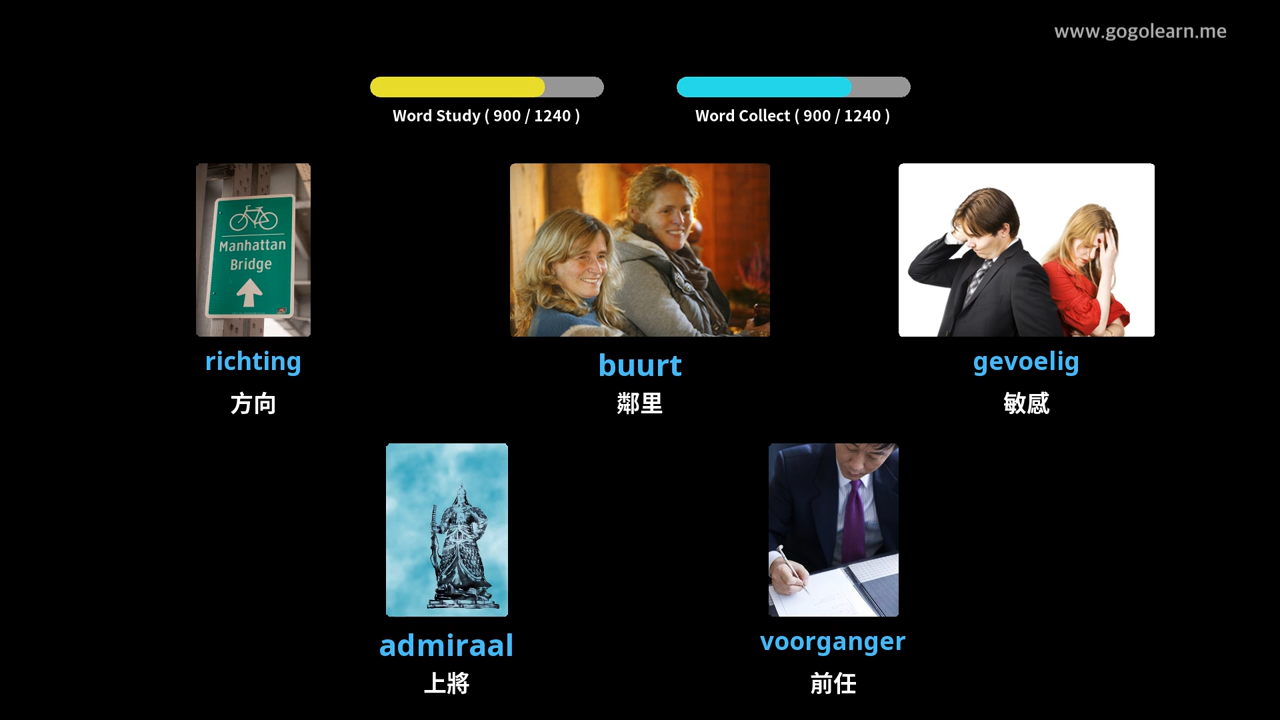 www.gogolearn.me
Word Study ( 900 / 1240 )
Word Collect ( 900 / 1240 )
Manhattan
Bridge
richting
方向
buurt
鄰里
gevoelig
敏感
admiraal
上將
voorganger
前任